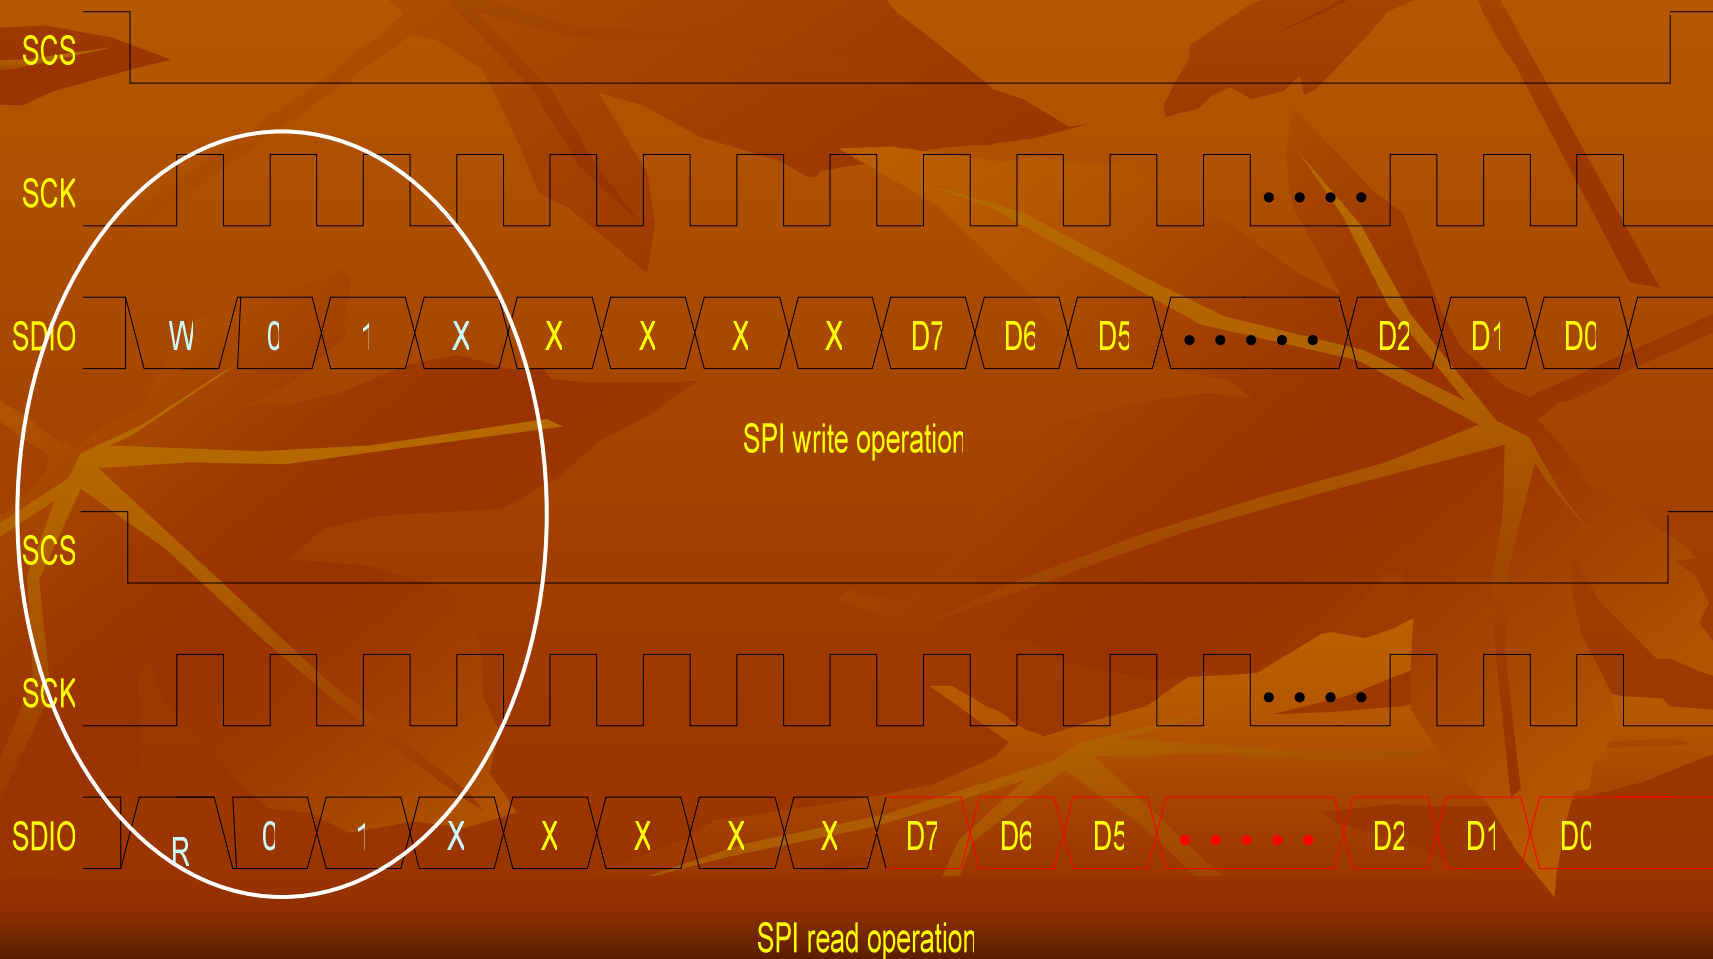 SCS
SCK
SDIO W 0 1 X X X X X D7 D6 D5 D2 D1 D0
SPI write operation
SCS
SCK
SDIO R 0 1 X X X X X D7 D6 D5 D2 D1 D0
SPI read operation